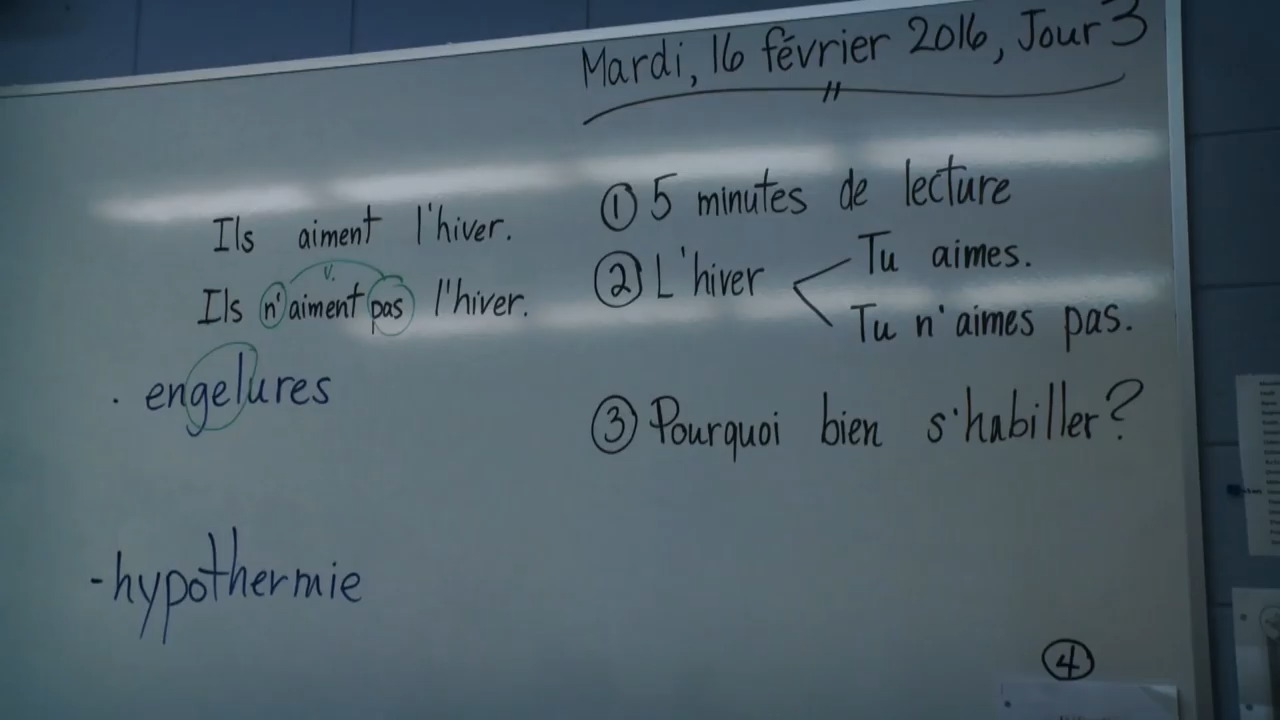 Mardi, 16 février 2016, Jour 3
Ils aiment l'hiver.
v.
Ils n'aiment pas l'hiver.
· engelures
-hypothermie
① 5 minutes de lecture
② L'hiver
Tu aimes.
Tu n'aimes pas.
③ Pourquoi bien s'habiller?
④